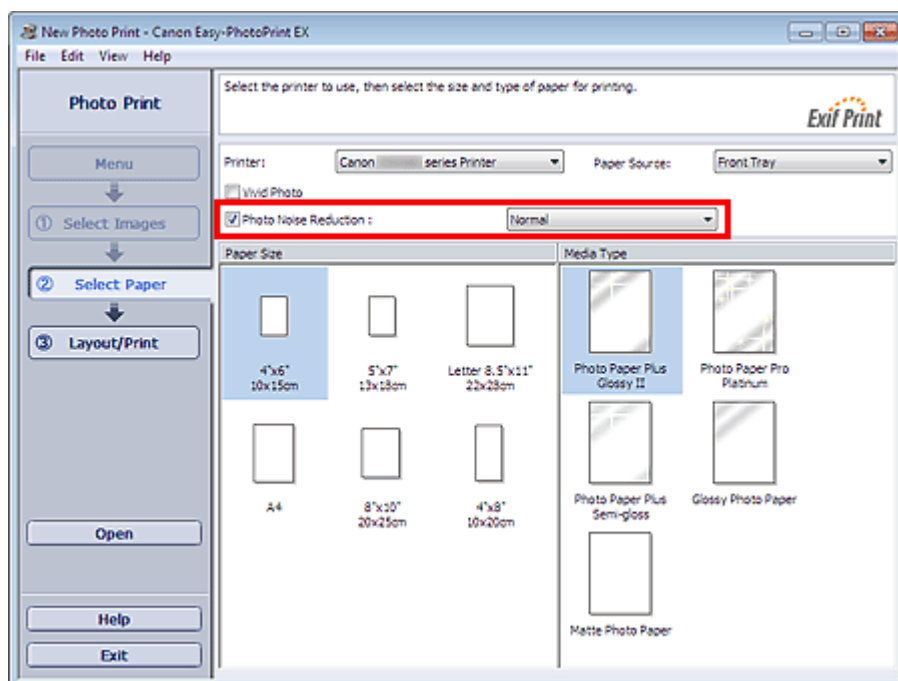 New Photo Print - Canon Easy-PhotoPrint EX
File Edit View Help
Photo Print
Select the printer to use, then select the size and type of paper for printing.
Exif Print
Menu
① Select Images
② Select Paper
③ Layout/Print
Open
Help
Exit
Printer:
Canon series Printer
Paper Source:
Front Tray
Vivid Photo
Photo Noise Reduction :
Normal
Paper Size
4"x6"
10x15cm
5"x7"
13x18cm
Letter 8.5"x11"
22x28cm
A4
8"x10"
20x25cm
4"x8"
10x20cm
Media Type
Photo Paper Plus
Glossy II
Photo Paper Pro
Platinum
Photo Paper Plus
Semi-gloss
Glossy Photo Paper
Matte Photo Paper